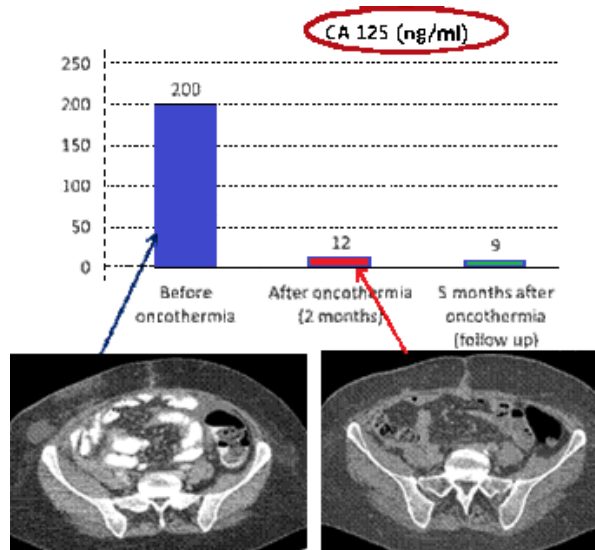 CA 125 (ng/ml)
250
200
150
100
50
0
200
12
9
Before
oncothermia
After oncothermia
(2 months)
5 months after
oncothermia
(follow up)